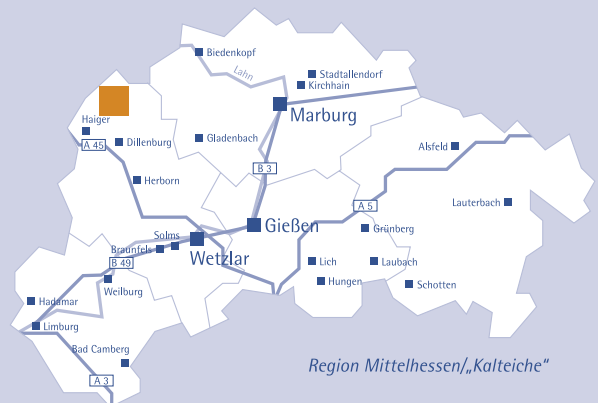 Biedenkopf
Lahn
Stadtallendorf
Kirchhain
Marburg
Haiger
A 45
Dillenburg
Gladenbach
Alsfeld
B 3
Herborn
A 5
Lauterbach
Gießen
Grünberg
Solms
Braunfels
Wetzlar
B 49
Lich
Laubach
Weilburg
Hungen
Schotten
Hadamar
Limburg
Bad Camberg
Region Mittelhessen/„Kalteiche“
A 3